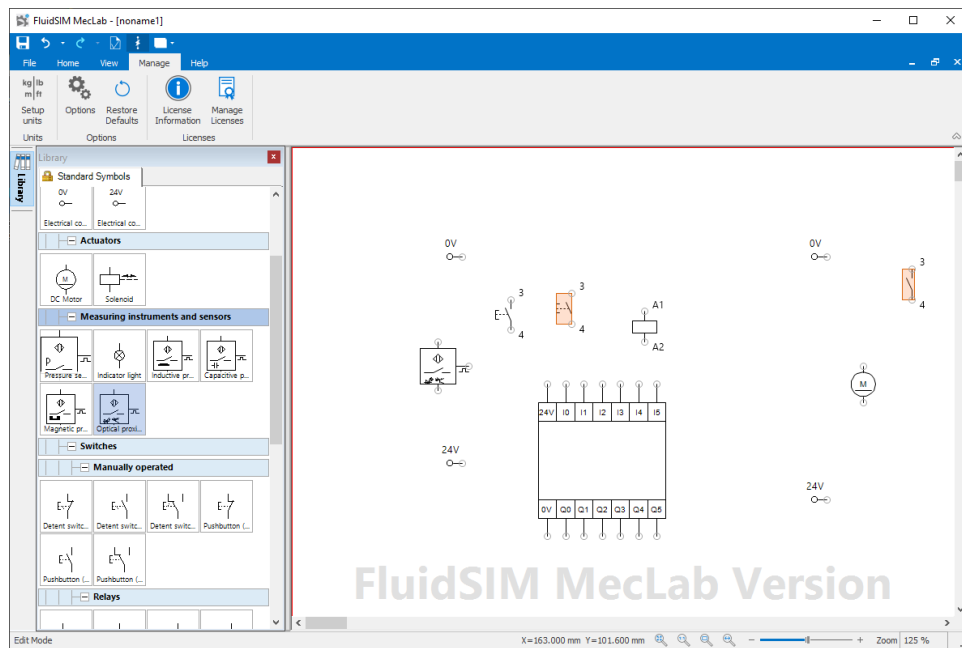 FluidSIM MecLab - [noname1]
File Home View Manage Help
kg lb
m ft
Setup units
Options
Restore Defaults
License Information
Manage Licenses
Units
Options
Licenses
Library
Library
Standard Symbols
0V 24V
Electrical co... Electrical co...
Actuators
M
DC Motor Solenoid
Measuring instruments and sensors
P
Pressure se... Indicator light Inductive pr... Capacitive p...
Magnetic pr... Optical proxi...
Switches
Manually operated
Detent switc... Detent switc... Detent switc... Pushbutton (...
Pushbutton (... Pushbutton (...
Relays
0V
0V
3
4
3
4
3
4
A1
A2
M
24V
24V
24V I0 I1 I2 I3 I4 I5
0V Q0 Q1 Q2 Q3 Q4 Q5
FluidSIM MecLab Version
Edit Mode
X=163.000 mm Y=101.600 mm
Zoom 125 %